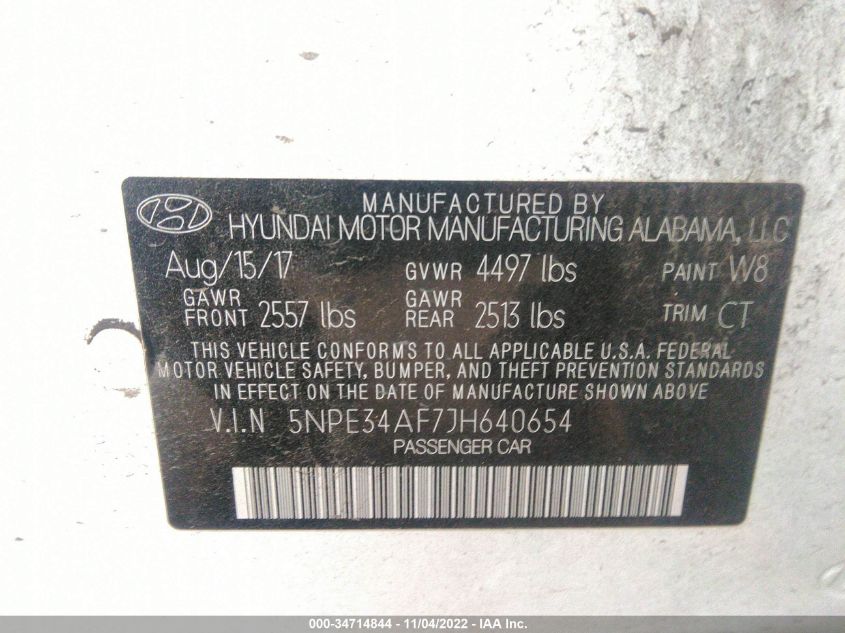 MANUFACTURED BY
HYUNDAI MOTOR MANUFACTURING ALABAMA, LLC
Aug/15/17 GVWR 4497 lbs PAINT W8
GAWR FRONT 2557 lbs GAWR REAR 2513 lbs TRIM CT
THIS VEHICLE CONFORMS TO ALL APPLICABLE U.S.A. FEDERAL
MOTOR VEHICLE SAFETY, BUMPER, AND THEFT PREVENTION STANDARDS
IN EFFECT ON THE DATE OF MANUFACTURE SHOWN ABOVE
V.I.N 5NPE34AF7JH640654
PASSENGER CAR
000-34714844 - 11/04/2022 - IAA Inc.